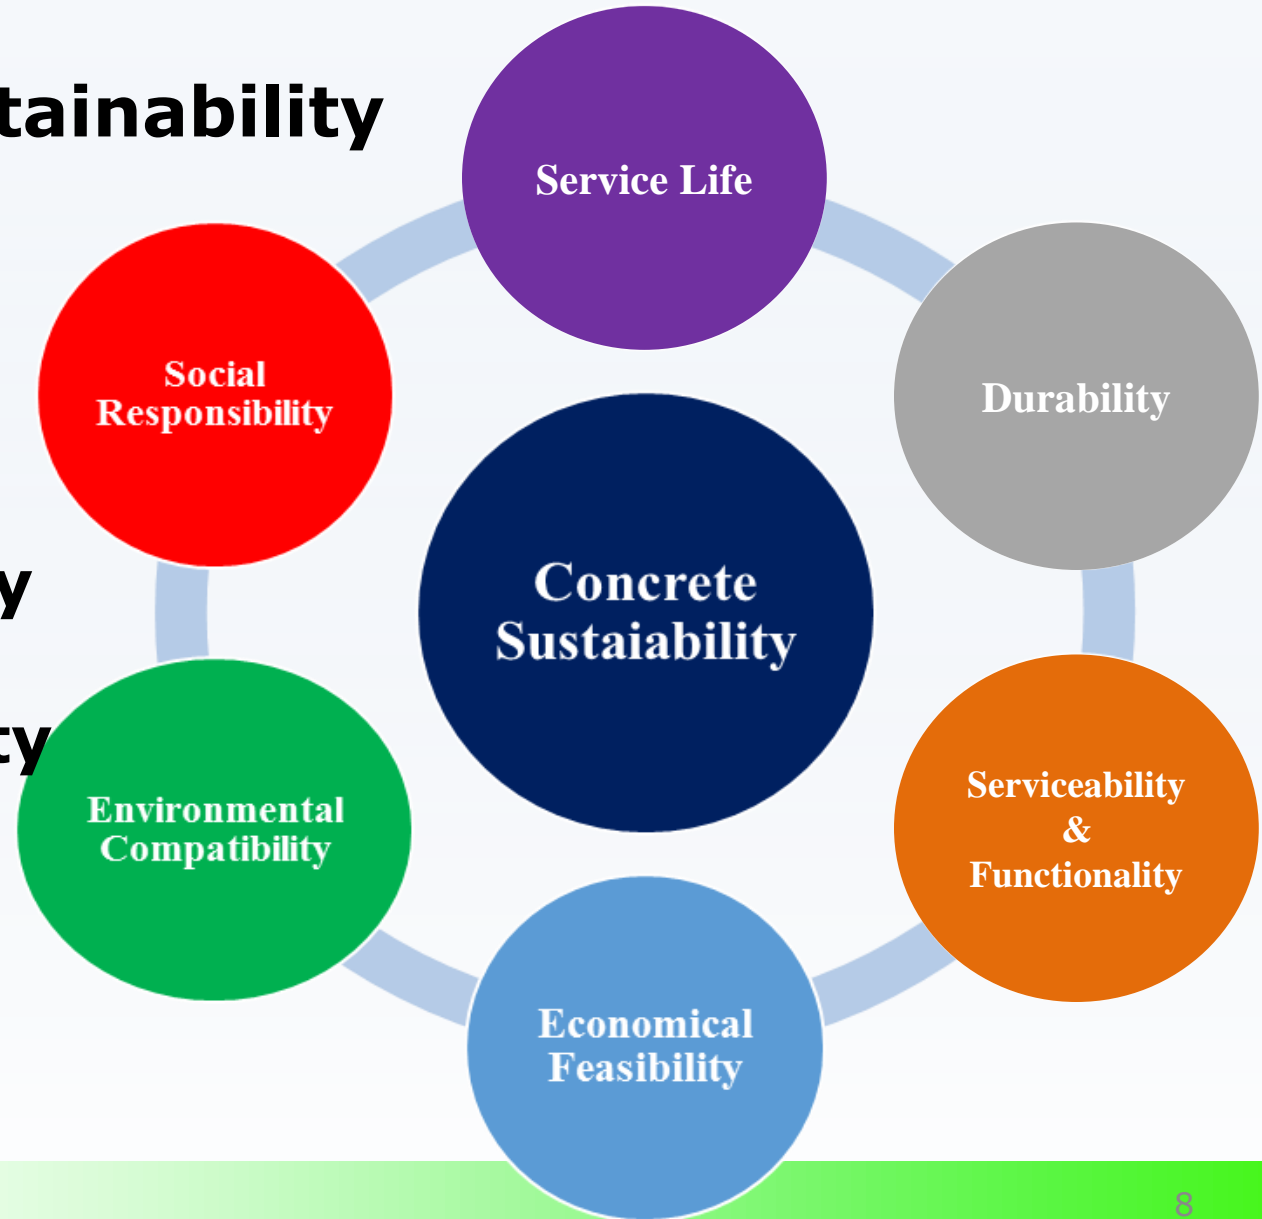 tainability
Service Life
Social
Responsibility
Durability
Concrete
Sustaiability
y
ty
Environmental
Compatibility
Serviceability
&
Functionality
Economical
Feasibility
8